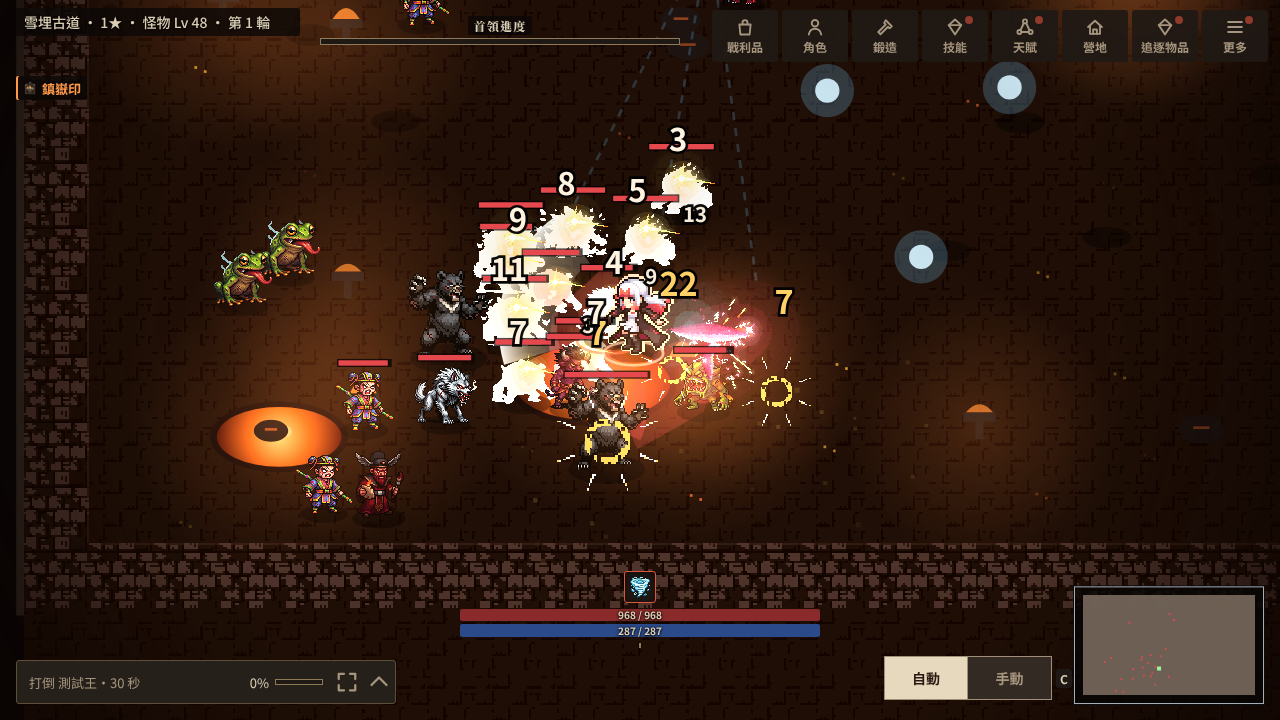 雪埋古道 · 1★ · 怪物 Lv 48 · 第 1 輪
首領進度
戰利品
角色
鍛造
技能
天賦
營地
追逐物品
更多
鎮嶽印
3
8
5
9
13
4
11
9
22
7
7
7
7
968 / 968
287 / 287
打倒 測試王 · 30 秒
0%
自動
手動
C